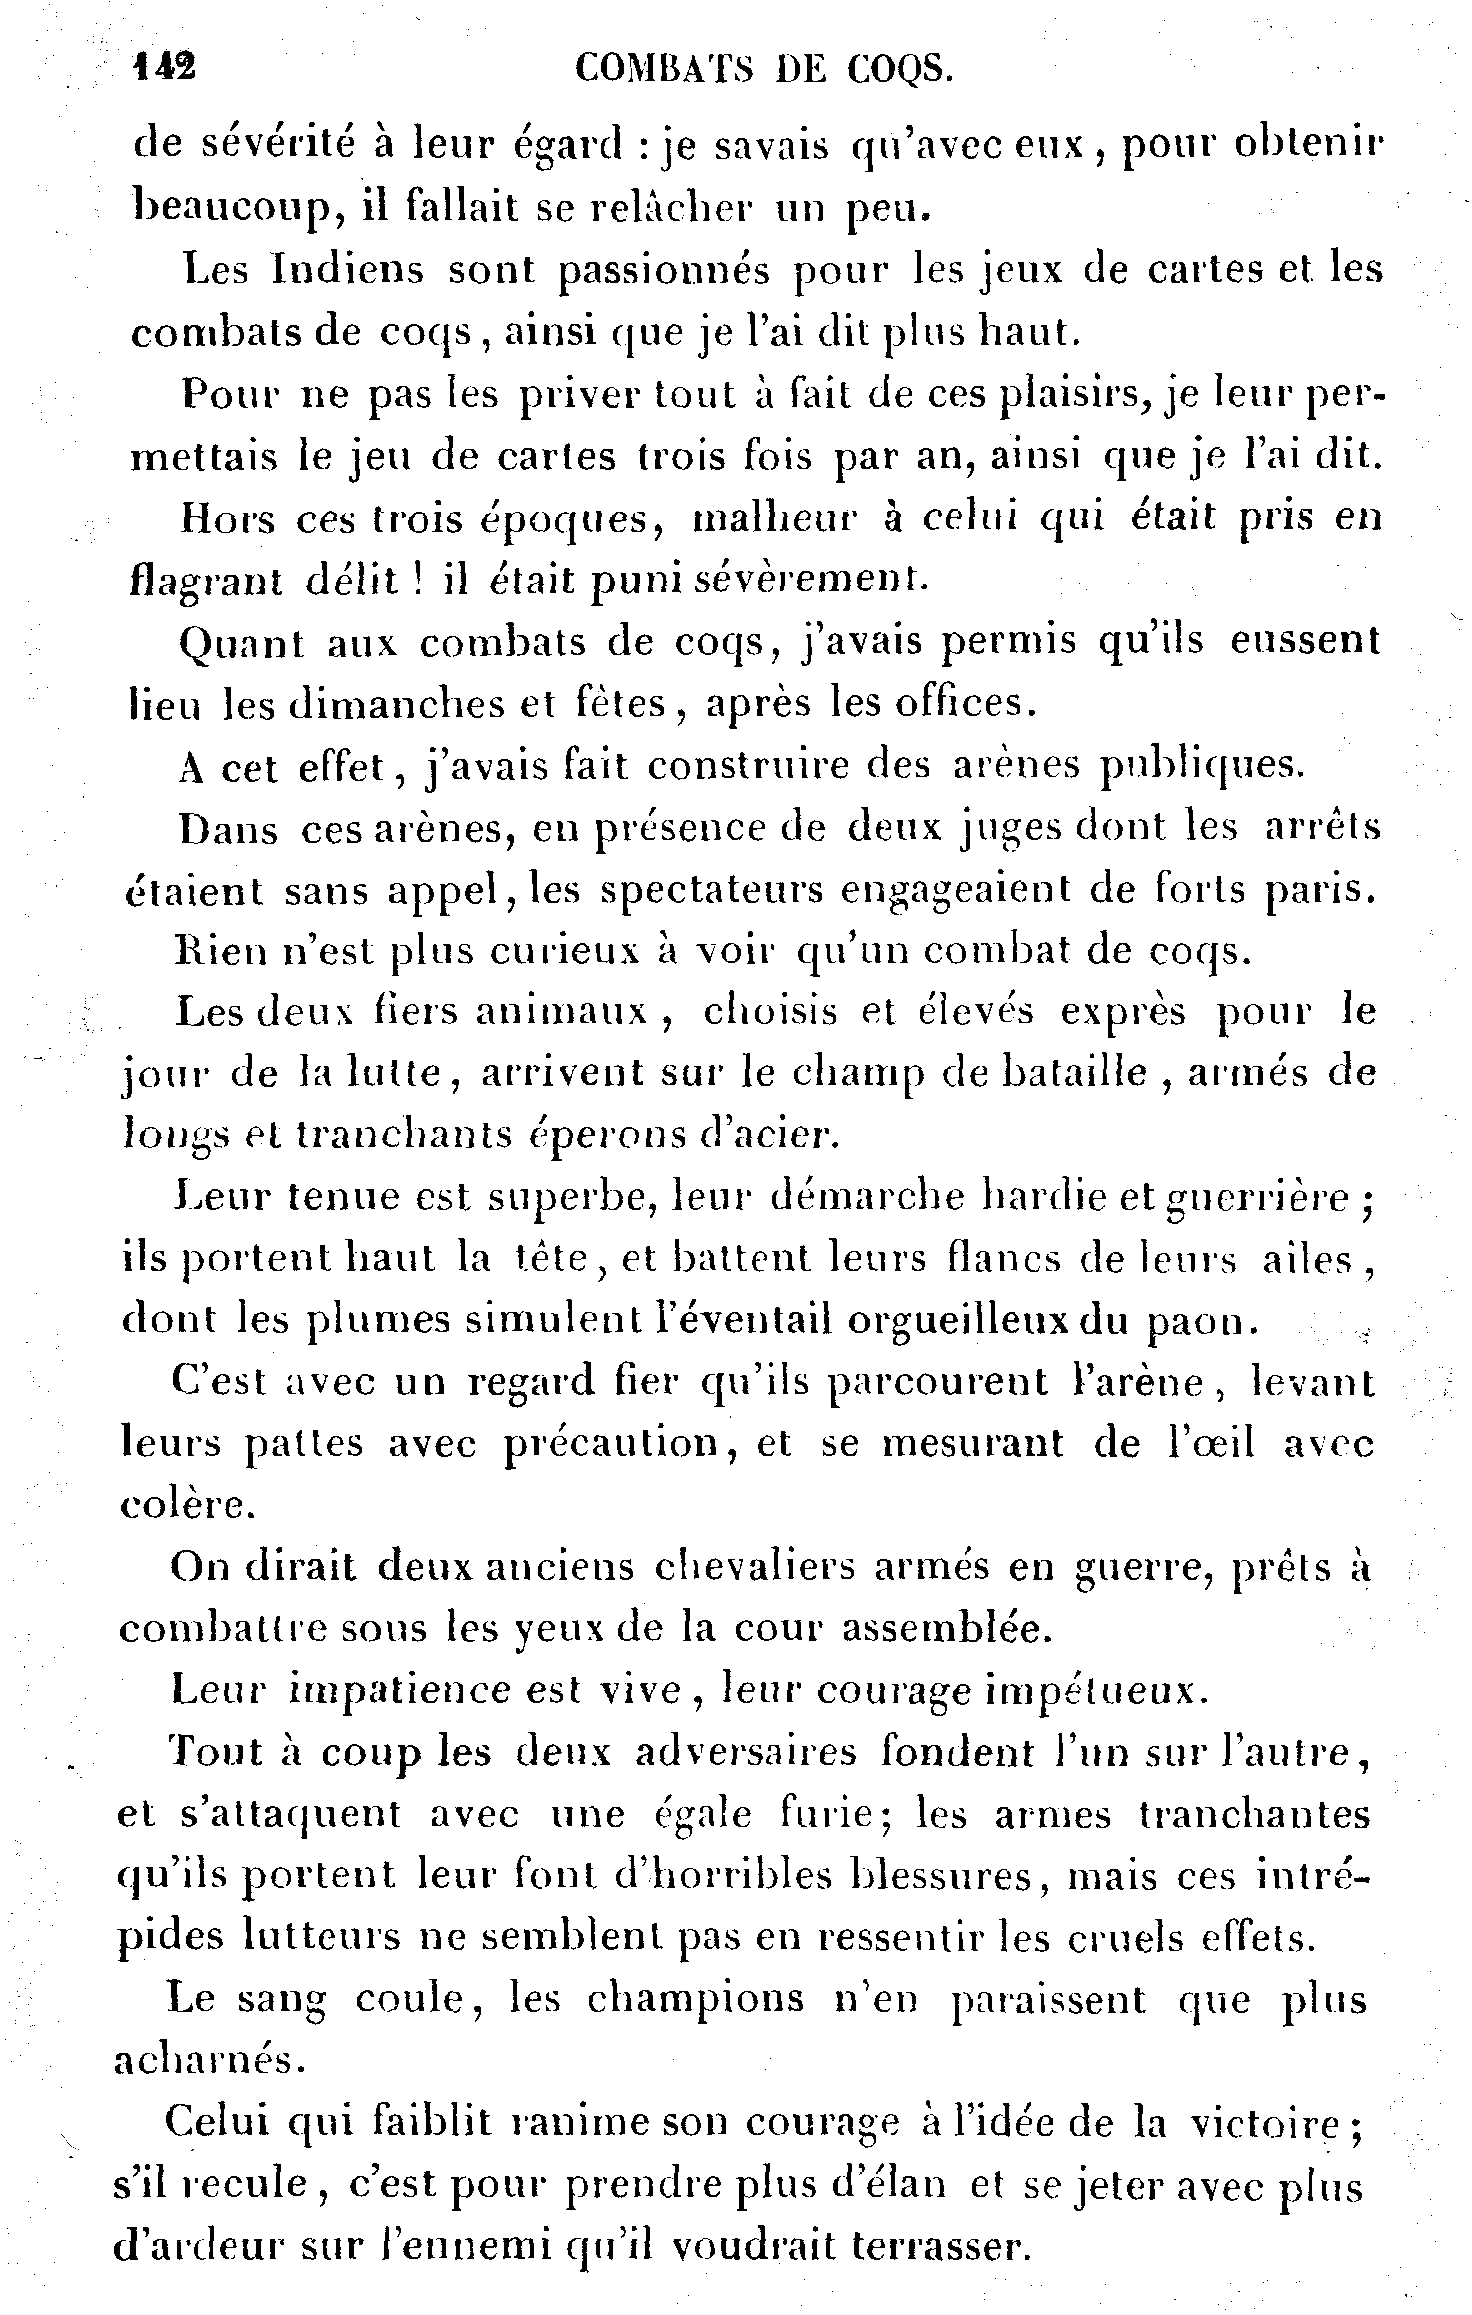 142 COMBATS DE COQS.
de sévérité à leur égard : je savais qu'avec eux, pour obtenir
beaucoup, il fallait se relâcher un peu.
Les Indiens sont passionnés pour les jeux de cartes et les
combats de coqs, ainsi que je l'ai dit plus haut.
Pour ne pas les priver tout à fait de ces plaisirs, je leur per-
mettais le jeu de cartes trois fois par an, ainsi que je l'ai dit.
Hors ces trois époques, malheur à celui qui était pris en
flagrant délit ! il était puni sévèrement.
Quant aux combats de coqs, j'avais permis qu'ils eussent
lieu les dimanches et fètes, après les offices.
A cet effet, j'avais fait construire des arènes publiques.
Dans ces arènes, en présence de deux juges dont les arrêts
étaient sans appel, les spectateurs engageaient de forts paris.
Rien n'est plus curieux à voir qu'un combat de coqs.
Les deux fiers animaux, choisis et élevés exprès pour le
jour de la lutte, arrivent sur le champ de bataille, armés de
longs et tranchants éperons d'acier.
Leur tenue est superbe, leur démarche hardie et guerrière ;
ils portent haut la tête, et battent leurs flancs de leurs ailes,
dont les plumes simulent l'éventail orgueilleux du paon.
C'est avec un regard fier qu'ils parcourent l'arène, levant
leurs pattes avec précaution, et se mesurant de l'œil avec
colère.
On dirait deux anciens chevaliers armés en guerre, prêts à
combattre sous les yeux de la cour assemblée.
Leur impatience est vive, leur courage impétueux.
Tout à coup les deux adversaires fondent l'un sur l'autre,
et s'attaquent avec une égale furie; les armes tranchantes
qu'ils portent leur font d'horribles blessures, mais ces intré-
pides lutteurs ne semblent pas en ressentir les cruels effets.
Le sang coule, les champions n'en paraissent que plus
acharnés.
Celui qui faiblit ranime son courage à l'idée de la victoire ;
s'il recule, c'est pour prendre plus d'élan et se jeter avec plus
d'ardeur sur l'ennemi qu'il voudrait terrasser.